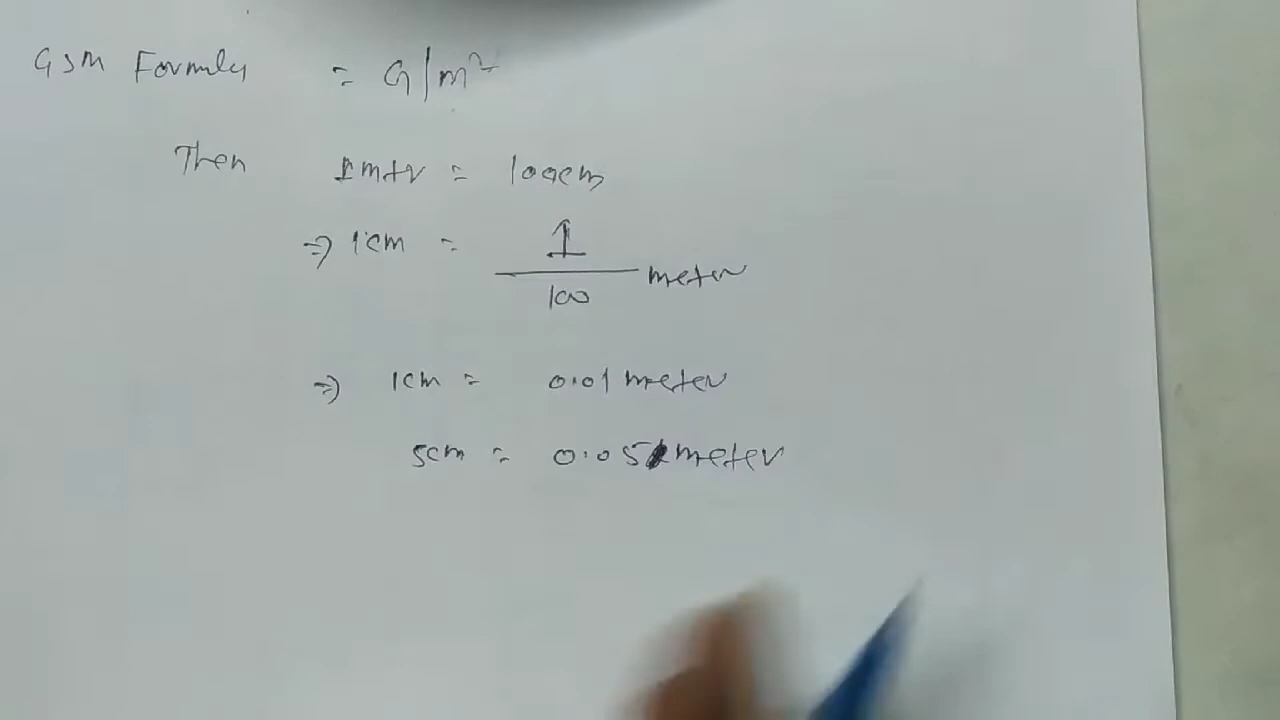 GSM Formula = G/m²
Then 1mtr = 100cm
=> 1cm = 1/100 meter
=> 1cm = 0.01 meter
5cm = 0.05 meter